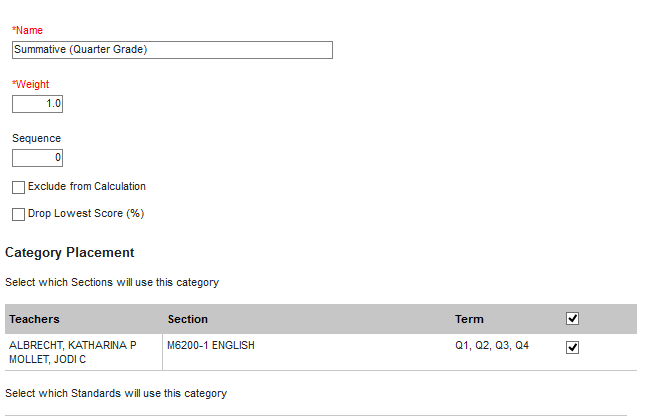 *Name
Summative (Quarter Grade)
*Weight
1.0
Sequence
0
Exclude from Calculation
Drop Lowest Score (%)
Category Placement
Select which Sections will use this category
Teachers Section Term
ALBRECHT, KATHARINA P M6200-1 ENGLISH Q1, Q2, Q3, Q4
MOLLET, JODI C
Select which Standards will use this category